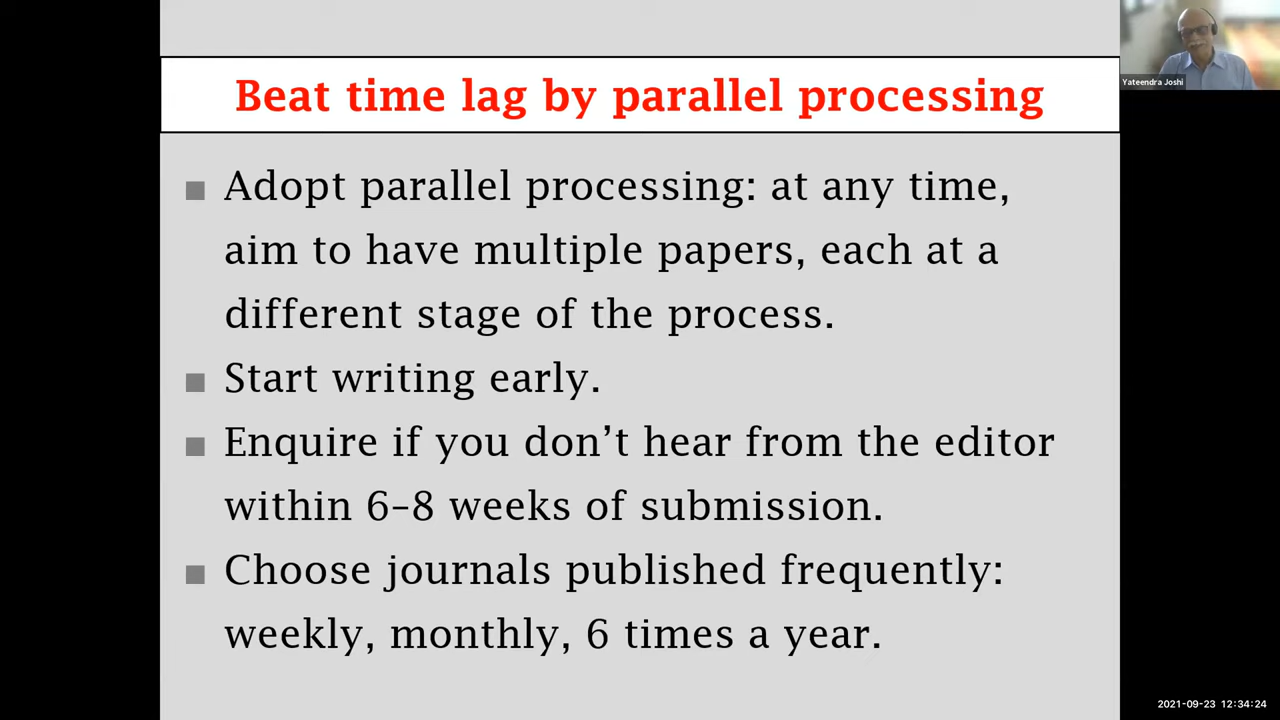 Beat time lag by parallel processing
Yateendra Joshi
■ Adopt parallel processing: at any time,
aim to have multiple papers, each at a
different stage of the process.
■ Start writing early.
■ Enquire if you don’t hear from the editor
within 6–8 weeks of submission.
■ Choose journals published frequently:
weekly, monthly, 6 times a year.
2021-09-23 12:34:24